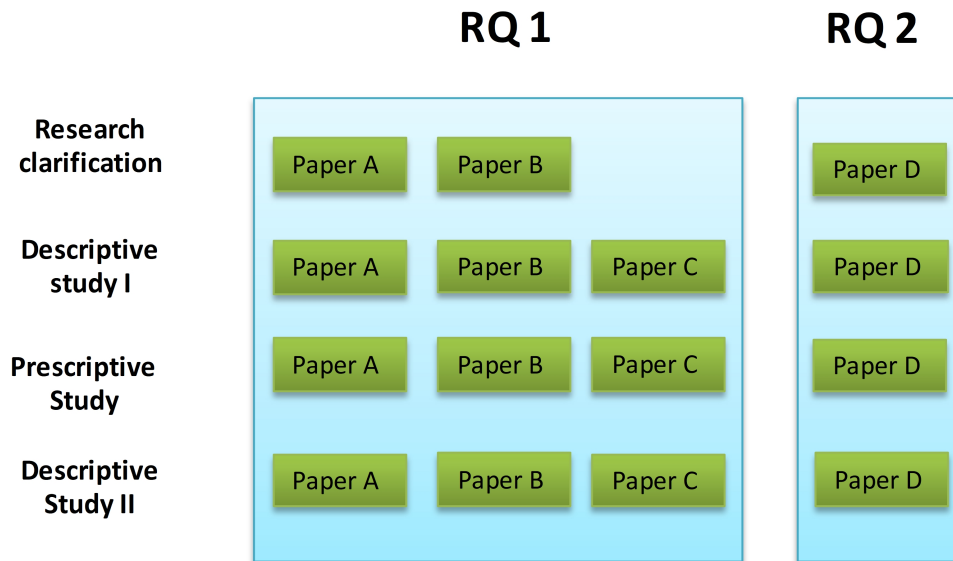 RQ 1 RQ 2
Research
clarification
Paper A Paper B Paper D
Descriptive
study I
Paper A Paper B Paper C Paper D
Prescriptive
Study
Paper A Paper B Paper C Paper D
Descriptive
Study II
Paper A Paper B Paper C Paper D